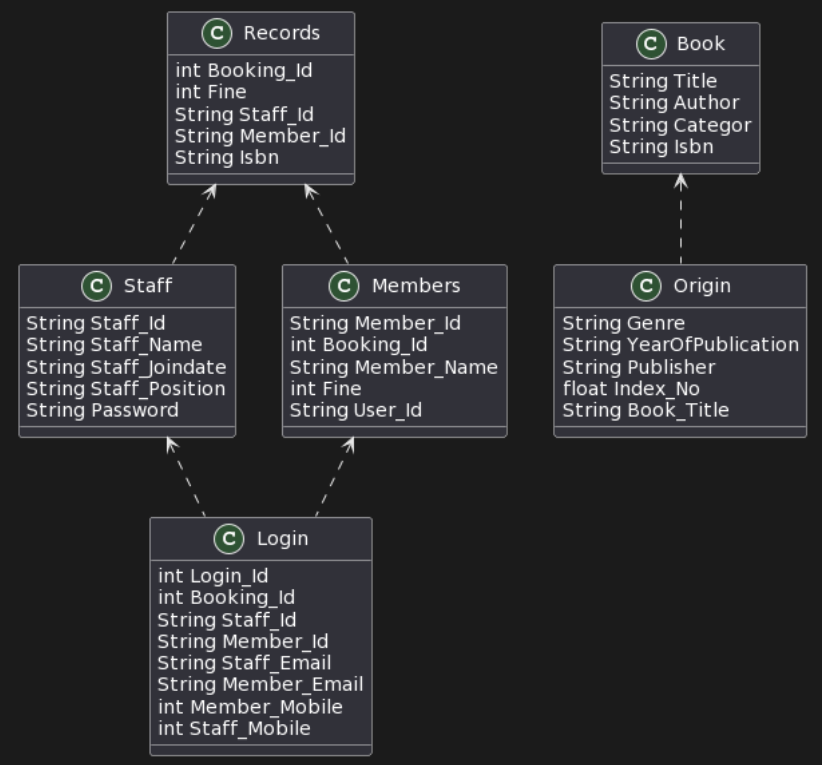 C Records
int Booking_Id
int Fine
String Staff_Id
String Member_Id
String Isbn
C Book
String Title
String Author
String Categor
String Isbn
C Staff
String Staff_Id
String Staff_Name
String Staff_Joindate
String Staff_Position
String Password
C Members
String Member_Id
int Booking_Id
String Member_Name
int Fine
String User_Id
C Origin
String Genre
String YearOfPublication
String Publisher
float Index_No
String Book_Title
C Login
int Login_Id
int Booking_Id
String Staff_Id
String Member_Id
String Staff_Email
String Member_Email
int Member_Mobile
int Staff_Mobile